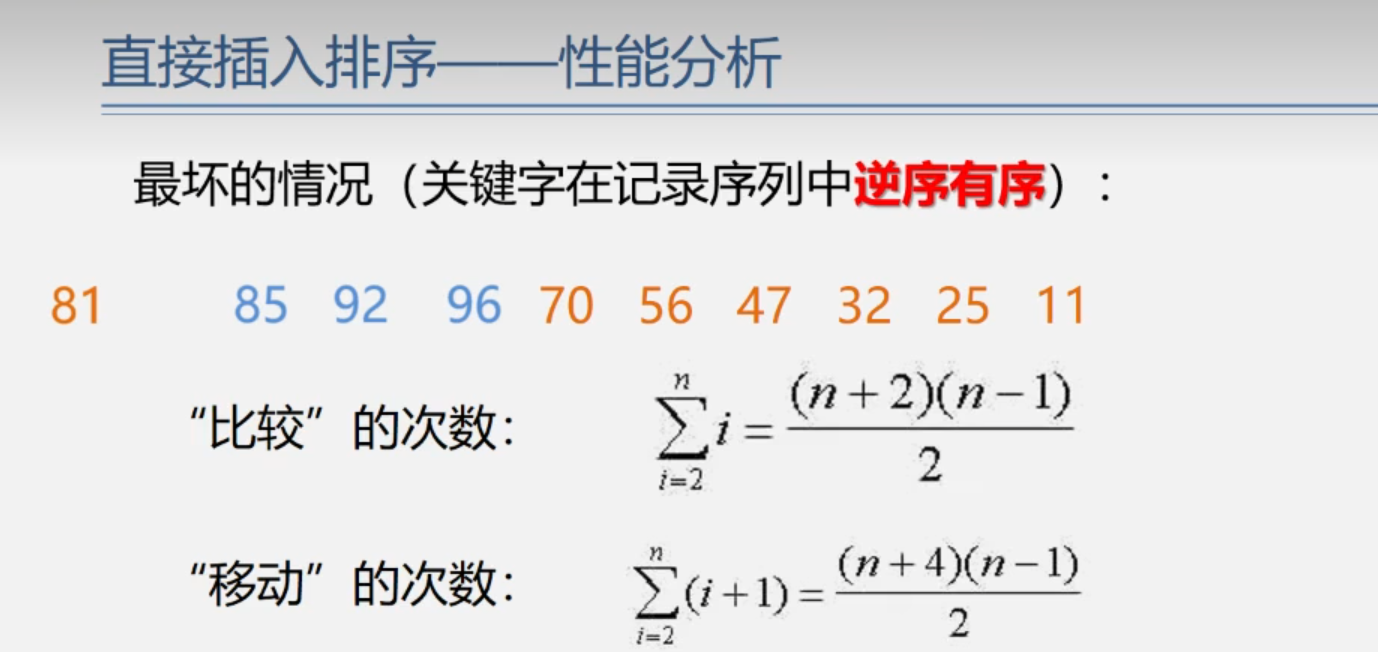 直接插入排序——性能分析
最坏的情况（关键字在记录序列中逆序有序）：
81 85 92 96 70 56 47 32 25 11
“比较”的次数： \sum_{i=2}^{n} i = \frac{(n+2)(n-1)}{2}
“移动”的次数： \sum_{i=2}^{n} (i+1) = \frac{(n+4)(n-1)}{2}